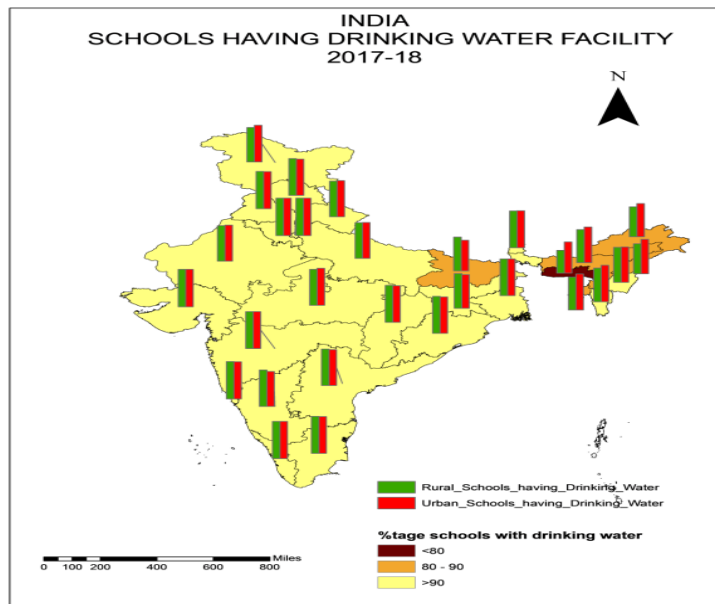 INDIA
SCHOOLS HAVING DRINKING WATER FACILITY
2017-18
N
Rural_Schools_having_Drinking_Water
Urban_Schools_having_Drinking_Water
%tage schools with drinking water
<80
80 - 90
>90
Miles
0 100 200 400 600 800